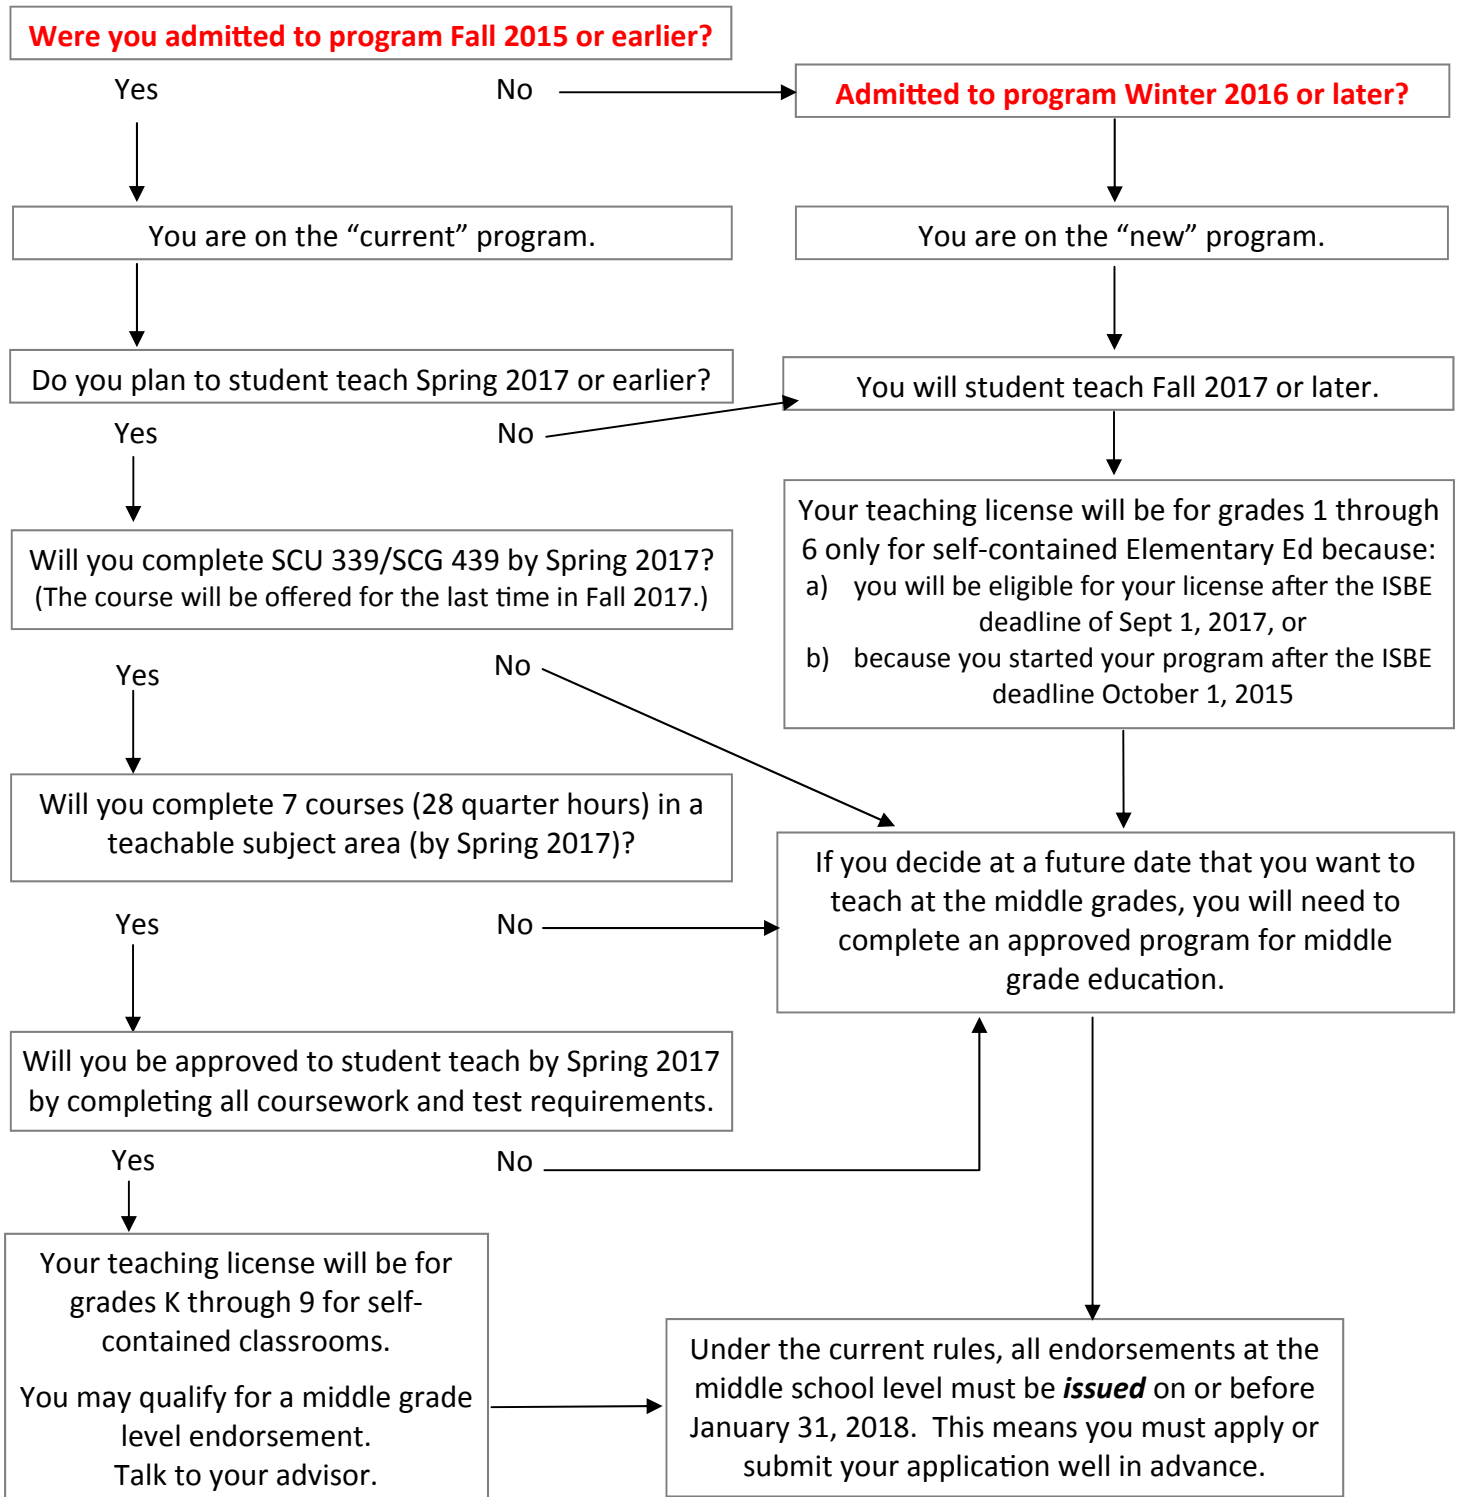 Were you admitted to program Fall 2015 or earlier?
Yes
No
Admitted to program Winter 2016 or later?
You are on the “current” program.
You are on the “new” program.
Do you plan to student teach Spring 2017 or earlier?
You will student teach Fall 2017 or later.
Yes
No
Will you complete SCU 339/SCG 439 by Spring 2017?
(The course will be offered for the last time in Fall 2017.)
Your teaching license will be for grades 1 through
6 only for self-contained Elementary Ed because:
a) you will be eligible for your license after the ISBE
deadline of Sept 1, 2017, or
b) because you started your program after the ISBE
deadline October 1, 2015
Yes
No
Will you complete 7 courses (28 quarter hours) in a
teachable subject area (by Spring 2017)?
If you decide at a future date that you want to
teach at the middle grades, you will need to
complete an approved program for middle
grade education.
Yes
No
Will you be approved to student teach by Spring 2017
by completing all coursework and test requirements.
Yes
No
Your teaching license will be for
grades K through 9 for self-
contained classrooms.
You may qualify for a middle grade
level endorsement.
Talk to your advisor.
Under the current rules, all endorsements at the
middle school level must be issued on or before
January 31, 2018. This means you must apply or
submit your application well in advance.